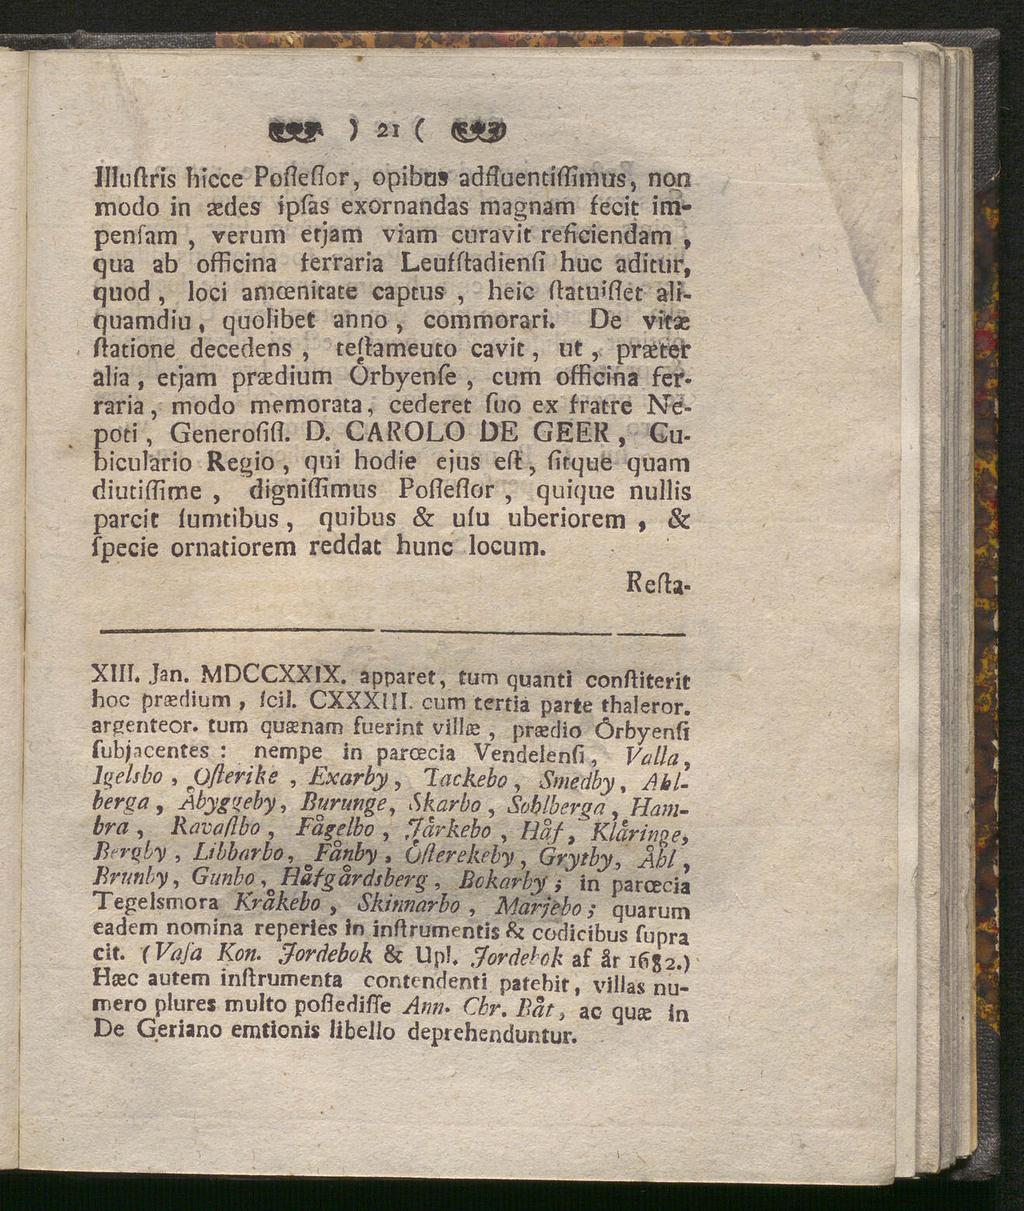 ) 21 (
Illuſtris hicce Poſſeſſor, opibus adfluentiſſimus, non
modo in ædes ipſas exornandas magnam fecit im-
penſam, verum etjam viam curavit reficiendam,
qua ab officina ferraria Leufſtadienſi huc aditur,
quod, loci amœnitate captus, heic ſtatuiſſet ali-
quamdiu, quolibet anno, commorari. De vitæ
ſtatione decedens, teſtameuto cavit, ut, præter
alia, etjam prædium Örbyenſe, cum officina fer-
raria, modo memorata, cederet ſuo ex fratre Ne-
poti, Generoſiſſ. D. CAROLO DE GEER, Cu-
biculario Regio, qui hodie ejus eſt, ſitque quam
diutiſſime, digniſſimus Poſſeſſor, quique nullis
parcit ſumtibus, quibus & uſu uberiorem, &
ſpecie ornatiorem reddat hunc locum.
Reſta-
XIII. Jan. MDCCXXIX. apparet, tum quanti conſtiterit
hoc prædium, ſcil. CXXXIII. cum tertia parte thaleror.
argenteor. tum quænam fuerint villæ, prædio Örbyenſi
ſubjacentes: nempe in parœcia Vendelenſi, Valla,
Igelsbo, Oſterike, Exarby, Tackebo, Smedby, Ahl-
berga, Åbyggeby, Burunge, Skarbo, Sohlberga, Ham-
bra, Ravaſlbo, Fågelbo, Jårkebo, Håf, Klåringe,
Bergby, Libbarbo, Fånby, Öſterekeby, Grytby, Åbl,
Brunby, Gunbo, Håfgårdsberg, Bokarby; in parœcia
Tegelsmora Kråkebo, Skinnarbo, Marjebo; quarum
eadem nomina reperies in inſtrumentis & codicibus ſupra
cit. (Vaſa Kon. Jordebok & Upl. Jordebok af år 1682.)
Hæc autem inſtrumenta contendenti patebit, villas nu-
mero plures multo poſſediſſe Ann. Chr. Båt, ac quæ in
De Geriano emtionis libello deprehenduntur.